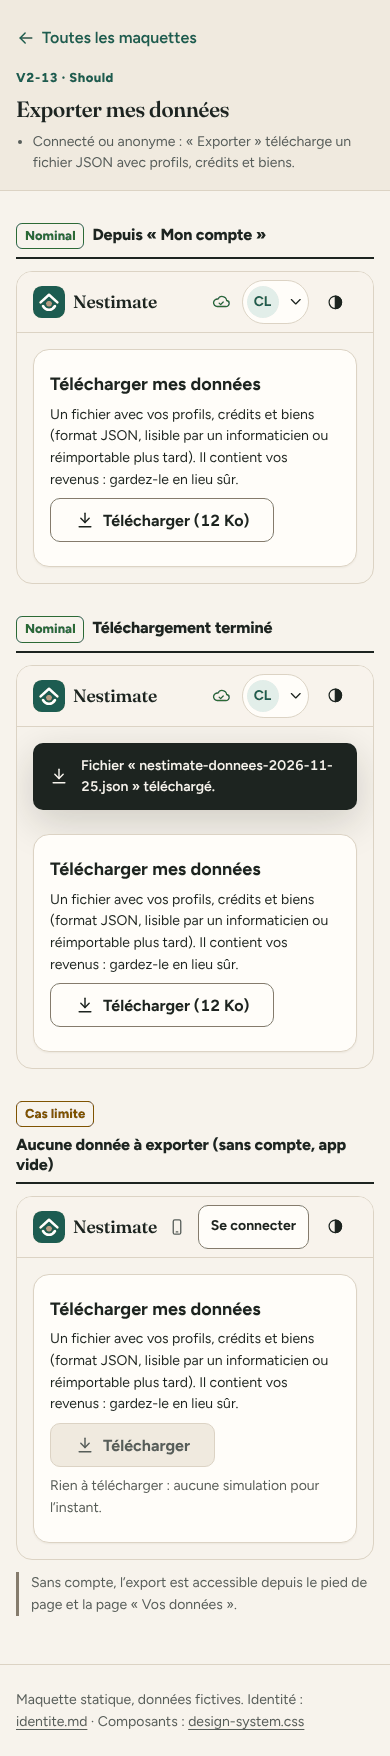 ← Toutes les maquettes
V2-13 · Should
Exporter mes données
• Connecté ou anonyme : « Exporter » télécharge un
fichier JSON avec profils, crédits et biens.
Nominal Depuis « Mon compte »
Nestimate CL
Télécharger mes données
Un fichier avec vos profils, crédits et biens
(format JSON, lisible par un informaticien ou
réimportable plus tard). Il contient vos
revenus : gardez-le en lieu sûr.
Télécharger (12 Ko)
Nominal Téléchargement terminé
Nestimate CL
Fichier « nestimate-donnees-2026-11-
25.json » téléchargé.
Télécharger mes données
Un fichier avec vos profils, crédits et biens
(format JSON, lisible par un informaticien ou
réimportable plus tard). Il contient vos
revenus : gardez-le en lieu sûr.
Télécharger (12 Ko)
Cas limite
Aucune donnée à exporter (sans compte, app
vide)
Nestimate Se connecter
Télécharger mes données
Un fichier avec vos profils, crédits et biens
(format JSON, lisible par un informaticien ou
réimportable plus tard). Il contient vos
revenus : gardez-le en lieu sûr.
Télécharger
Rien à télécharger : aucune simulation pour
l'instant.
Sans compte, l'export est accessible depuis le pied de
page et la page « Vos données ».
Maquette statique, données fictives. Identité :
identite.md · Composants : design-system.css